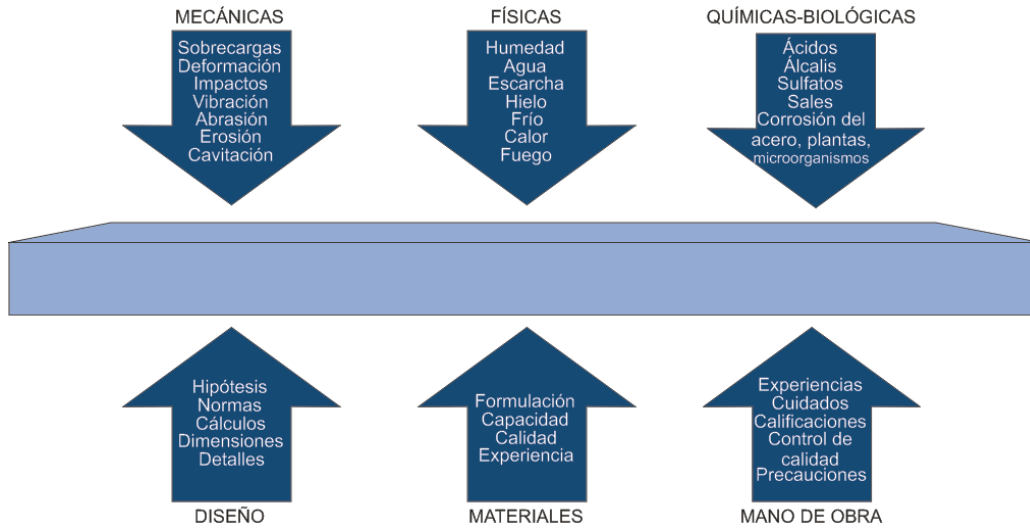 MECÁNICAS
Sobrecargas
Deformación
Impactos
Vibración
Abrasión
Erosión
Cavitación
FÍSICAS
Humedad
Agua
Escarcha
Hielo
Frío
Calor
Fuego
QUÍMICAS-BIOLÓGICAS
Ácidos
Álcalis
Sulfatos
Sales
Corrosión del
acero, plantas,
microorganismos
Hipótesis
Normas
Cálculos
Dimensiones
Detalles
DISEÑO
Formulación
Capacidad
Calidad
Experiencia
MATERIALES
Experiencias
Cuidados
Calificaciones
Control de
calidad
Precauciones
MANO DE OBRA